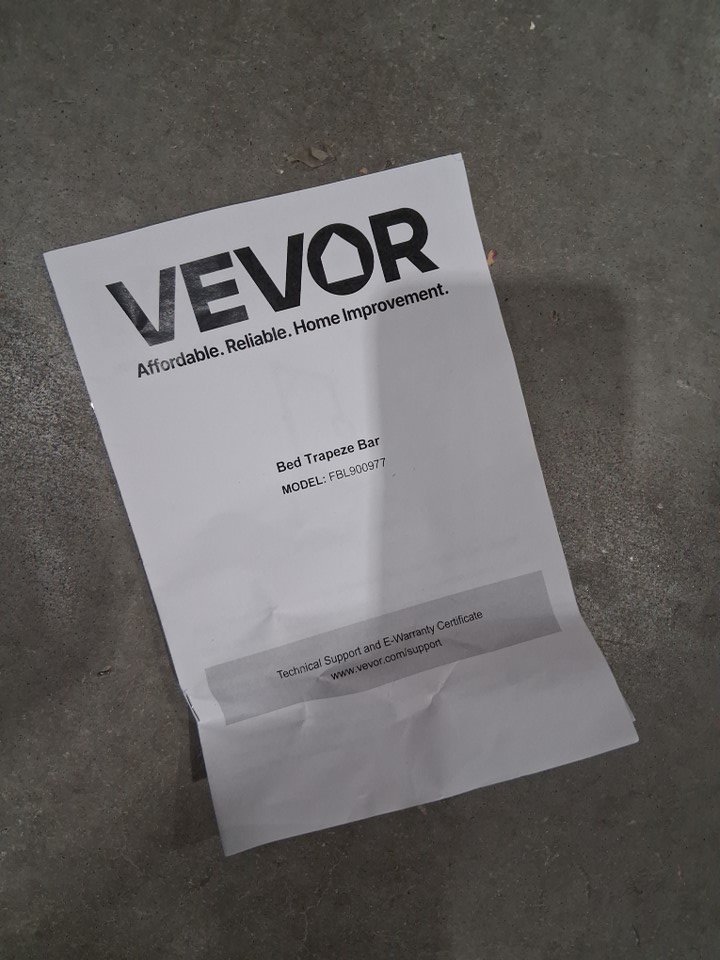 VEVOR
Affordable. Reliable. Home Improvement.
Bed Trapeze Bar
MODEL: FBL900977
Technical Support and E-Warranty Certificate
www.vevor.com/support